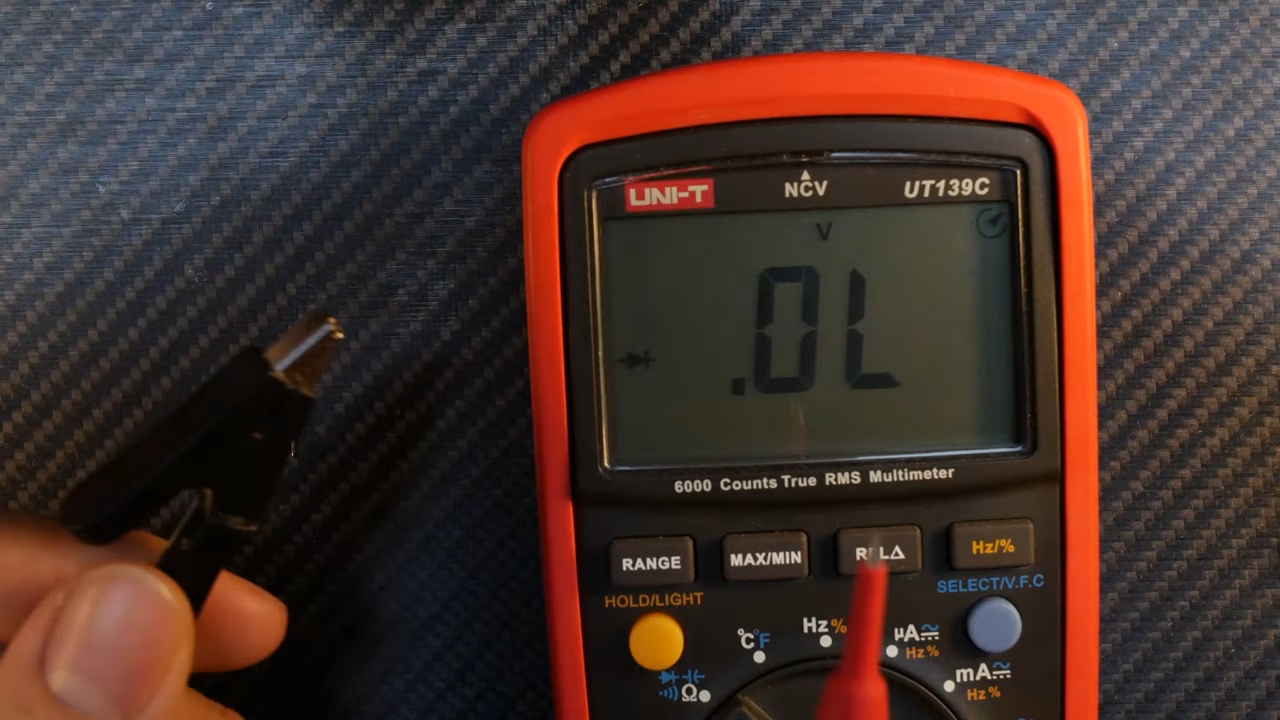 UNI-T NCV UT139C
V
.0L
6000 Counts True RMS Multimeter
RANGE MAX/MIN REL△ Hz/%
HOLD/LIGHT SELECT/V.F.C
°C°F Hz% µA Hz%
Ω mA Hz%